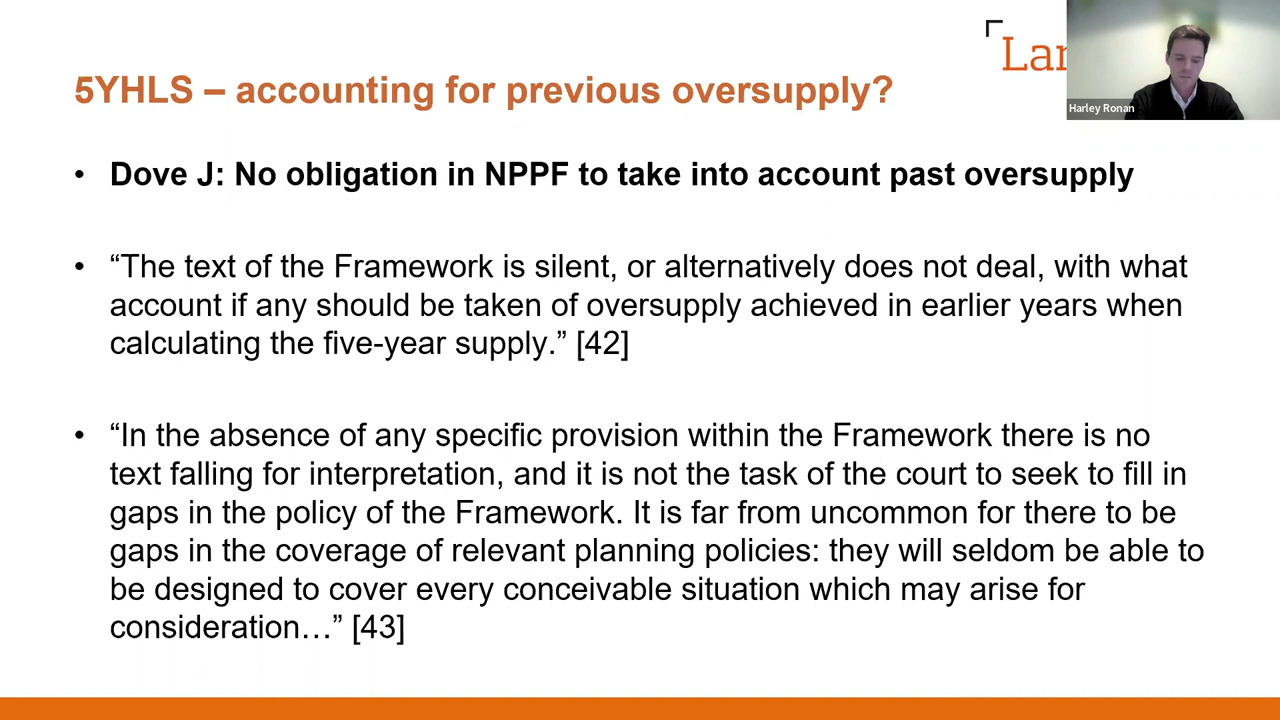 Lan
Harley Ronan
5YHLS – accounting for previous oversupply?
• Dove J: No obligation in NPPF to take into account past oversupply
• “The text of the Framework is silent, or alternatively does not deal, with what
account if any should be taken of oversupply achieved in earlier years when
calculating the five-year supply.” [42]
• “In the absence of any specific provision within the Framework there is no
text falling for interpretation, and it is not the task of the court to seek to fill in
gaps in the policy of the Framework. It is far from uncommon for there to be
gaps in the coverage of relevant planning policies: they will seldom be able to
be designed to cover every conceivable situation which may arise for
consideration…” [43]